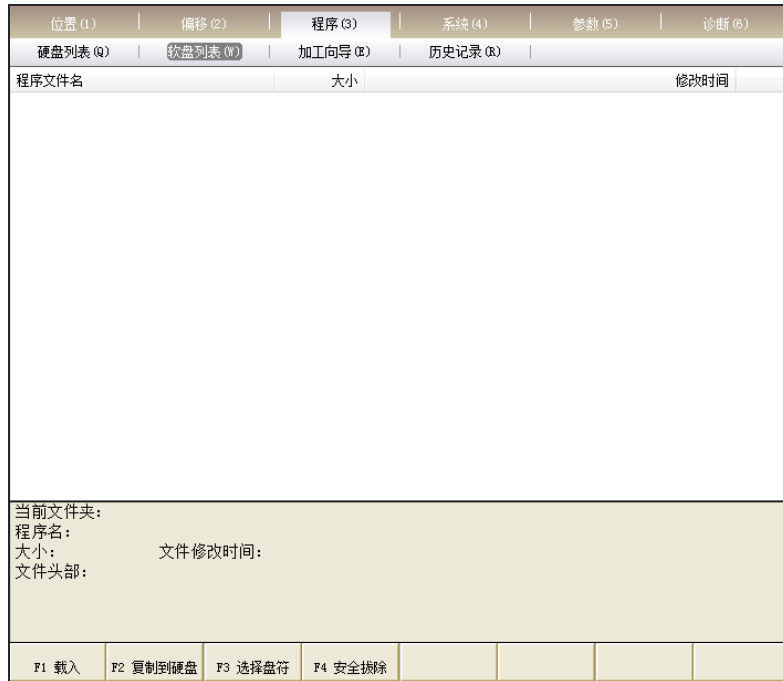 位置(1) 偏移(2) 程序(3) 系统(4) 参数(5) 诊断(6)
硬盘列表(Q) 软盘列表(W) 加工向导(E) 历史记录(R)
程序文件名 大小 修改时间
当前文件夹:
程序名:
大小: 文件修改时间:
文件头部:
F1 载入 F2 复制到硬盘 F3 选择盘符 F4 安全拔除